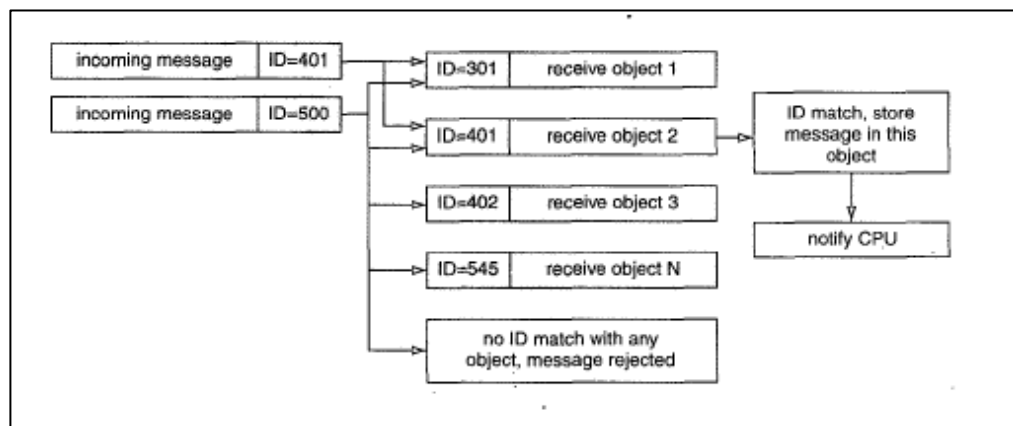 incoming message ID=401
incoming message ID=500
ID=301 receive object 1
ID=401 receive object 2
ID=402 receive object 3
ID=545 receive object N
no ID match with any
object, message rejected
ID match, store
message in this
object
notify CPU